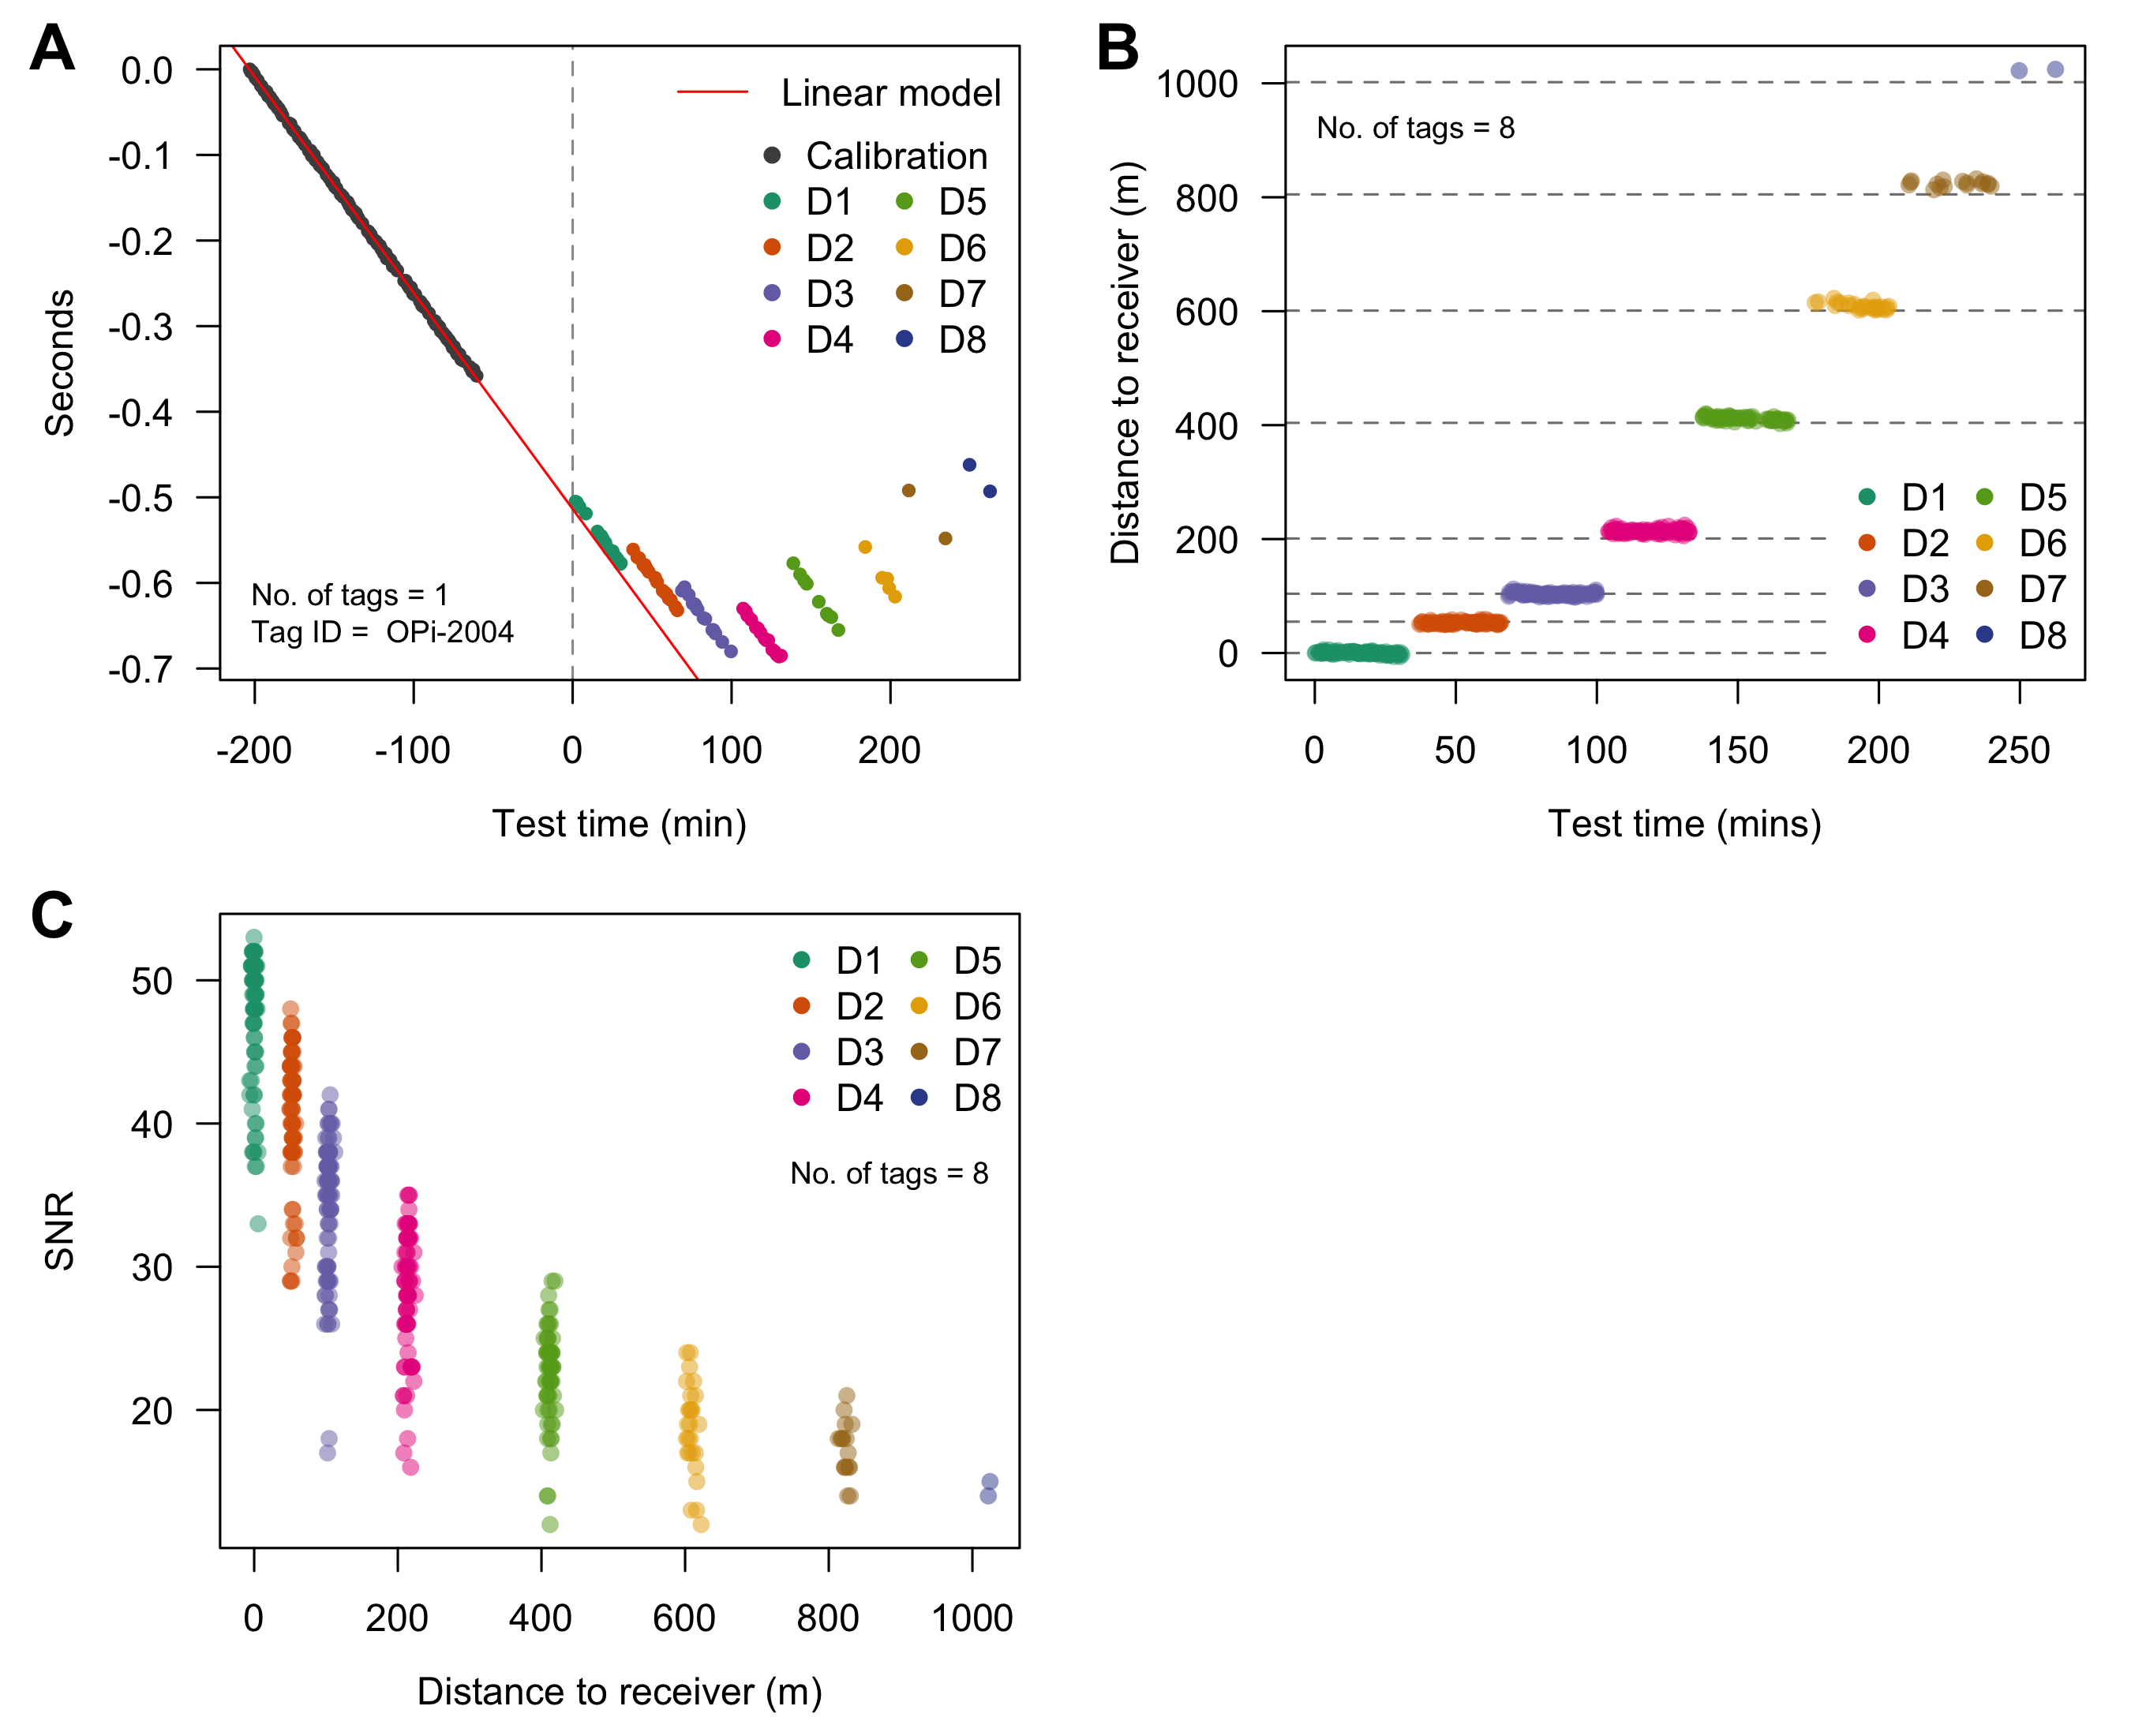 A
0.0
-0.1
-0.2
-0.3
-0.4
-0.5
-0.6
-0.7
Seconds
Linear model
Calibration
D1 D5
D2 D6
D3 D7
D4 D8
No. of tags = 1
Tag ID = OPi-2004
-200 -100 0 100 200
Test time (min)
B
1000
800
600
400
200
0
Distance to receiver (m)
No. of tags = 8
D1 D5
D2 D6
D3 D7
D4 D8
0 50 100 150 200 250
Test time (mins)
C
50
40
30
20
SNR
D1 D5
D2 D6
D3 D7
D4 D8
No. of tags = 8
0 200 400 600 800 1000
Distance to receiver (m)